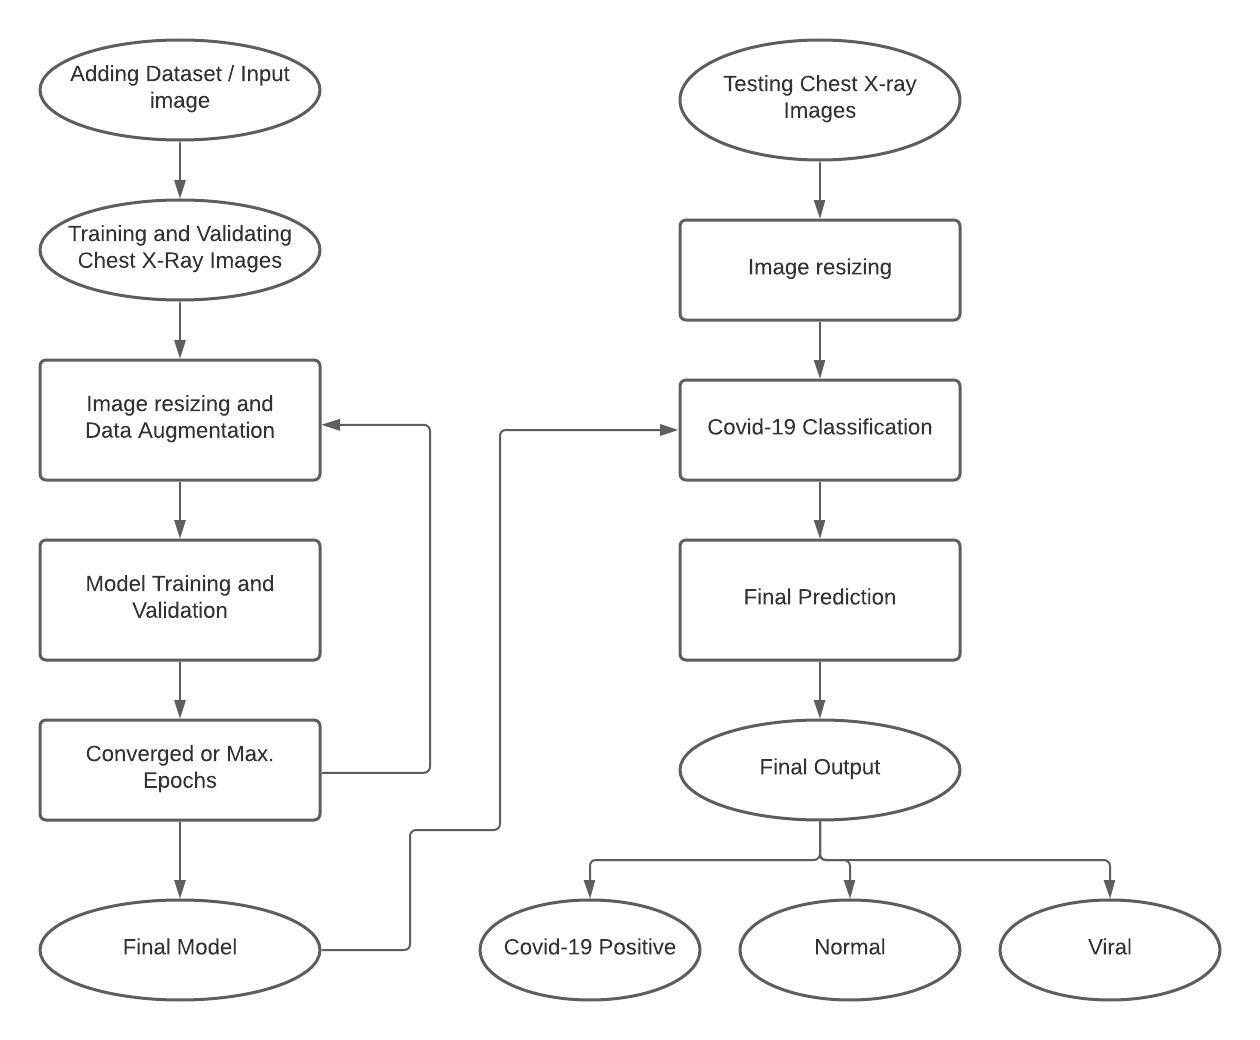 Adding Dataset / Input
image
Training and Validating
Chest X-Ray Images
Image resizing and
Data Augmentation
Model Training and
Validation
Converged or Max.
Epochs
Final Model
Testing Chest X-ray
Images
Image resizing
Covid-19 Classification
Final Prediction
Final Output
Covid-19 Positive
Normal
Viral